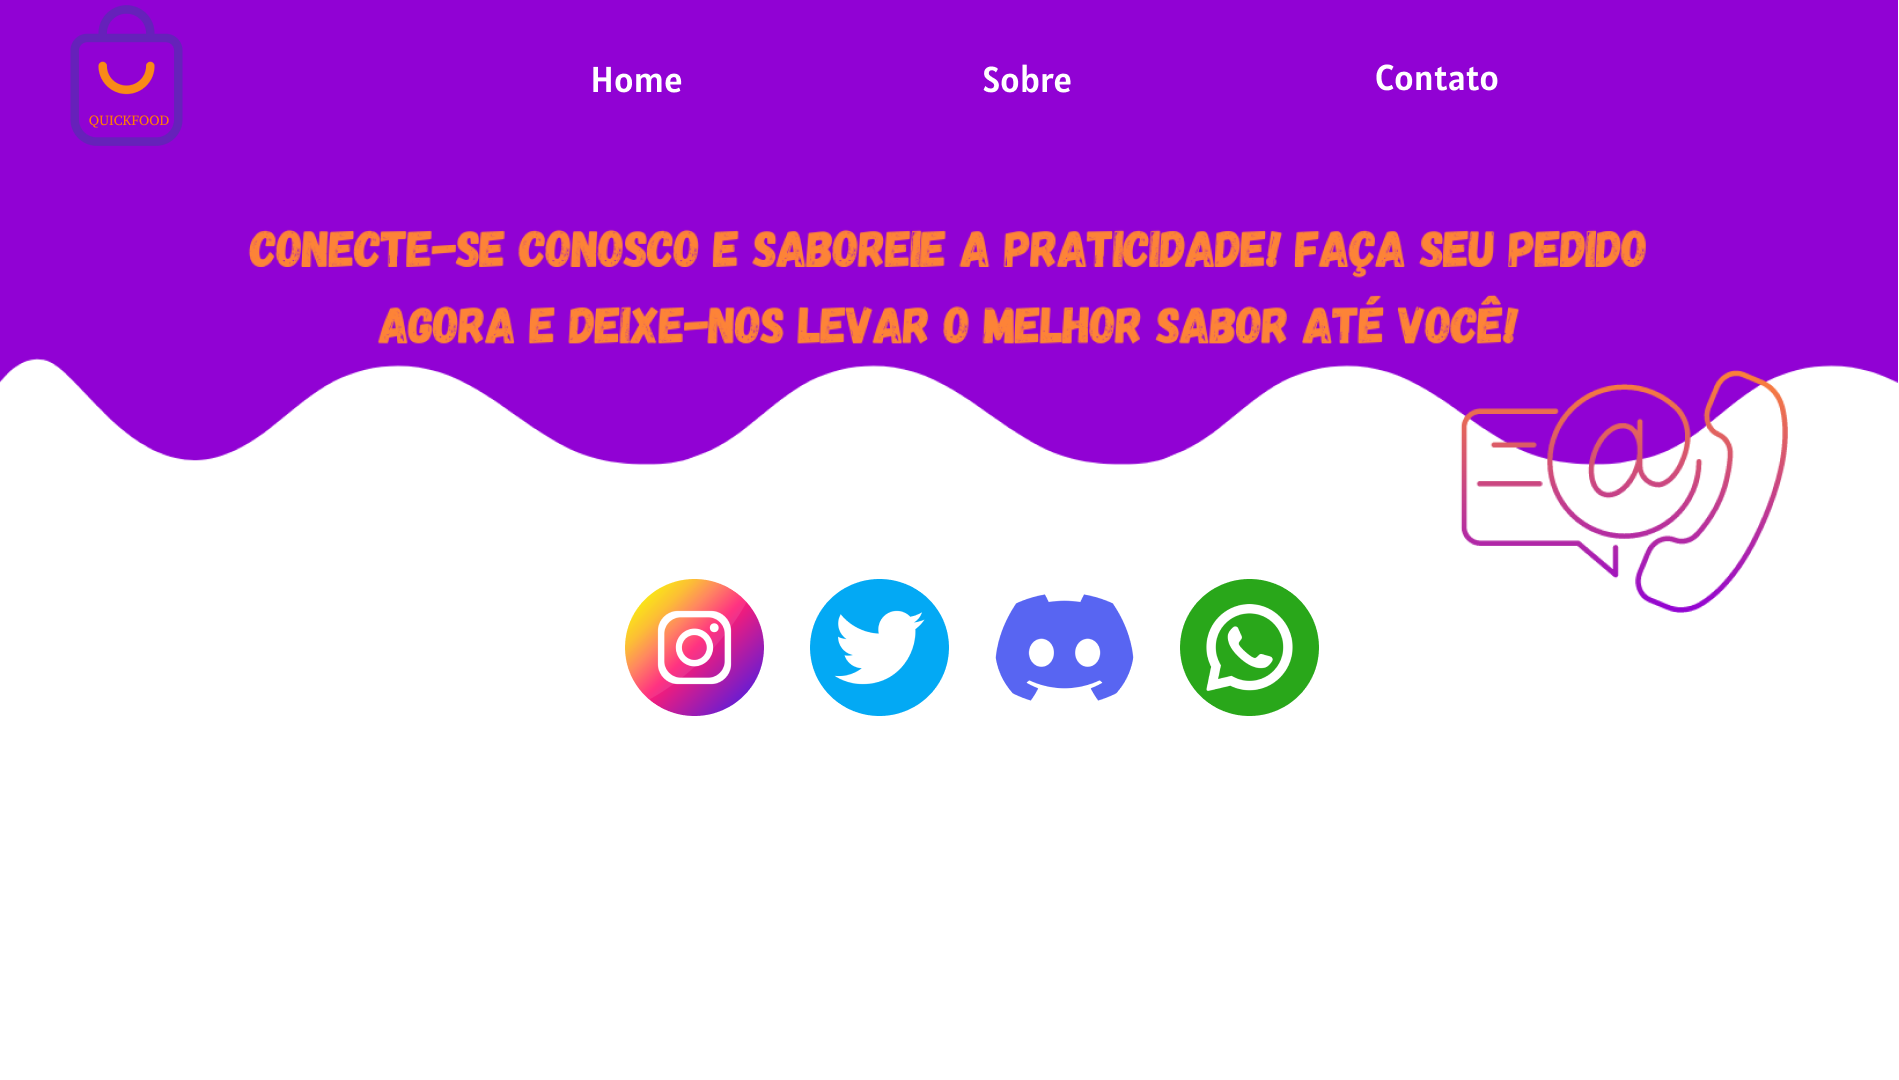 QUICKFOOD
Home Sobre Contato
CONECTE-SE CONOSCO E SABOREIE A PRATICIDADE! FAÇA SEU PEDIDO
AGORA E DEIXE-NOS LEVAR O MELHOR SABOR ATÉ VOCÊ!
@